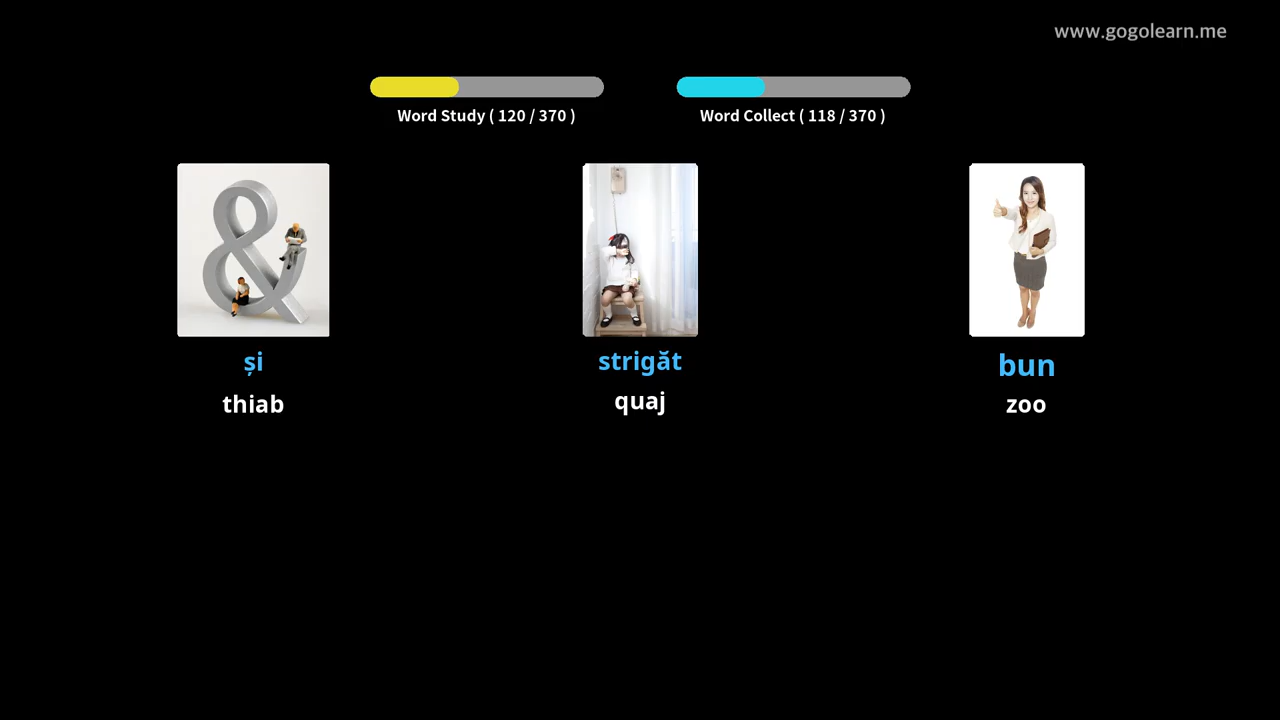 www.gogolearn.me
Word Study ( 120 / 370 )
Word Collect ( 118 / 370 )
&
și
strigăt
bun
thiab
quaj
zoo